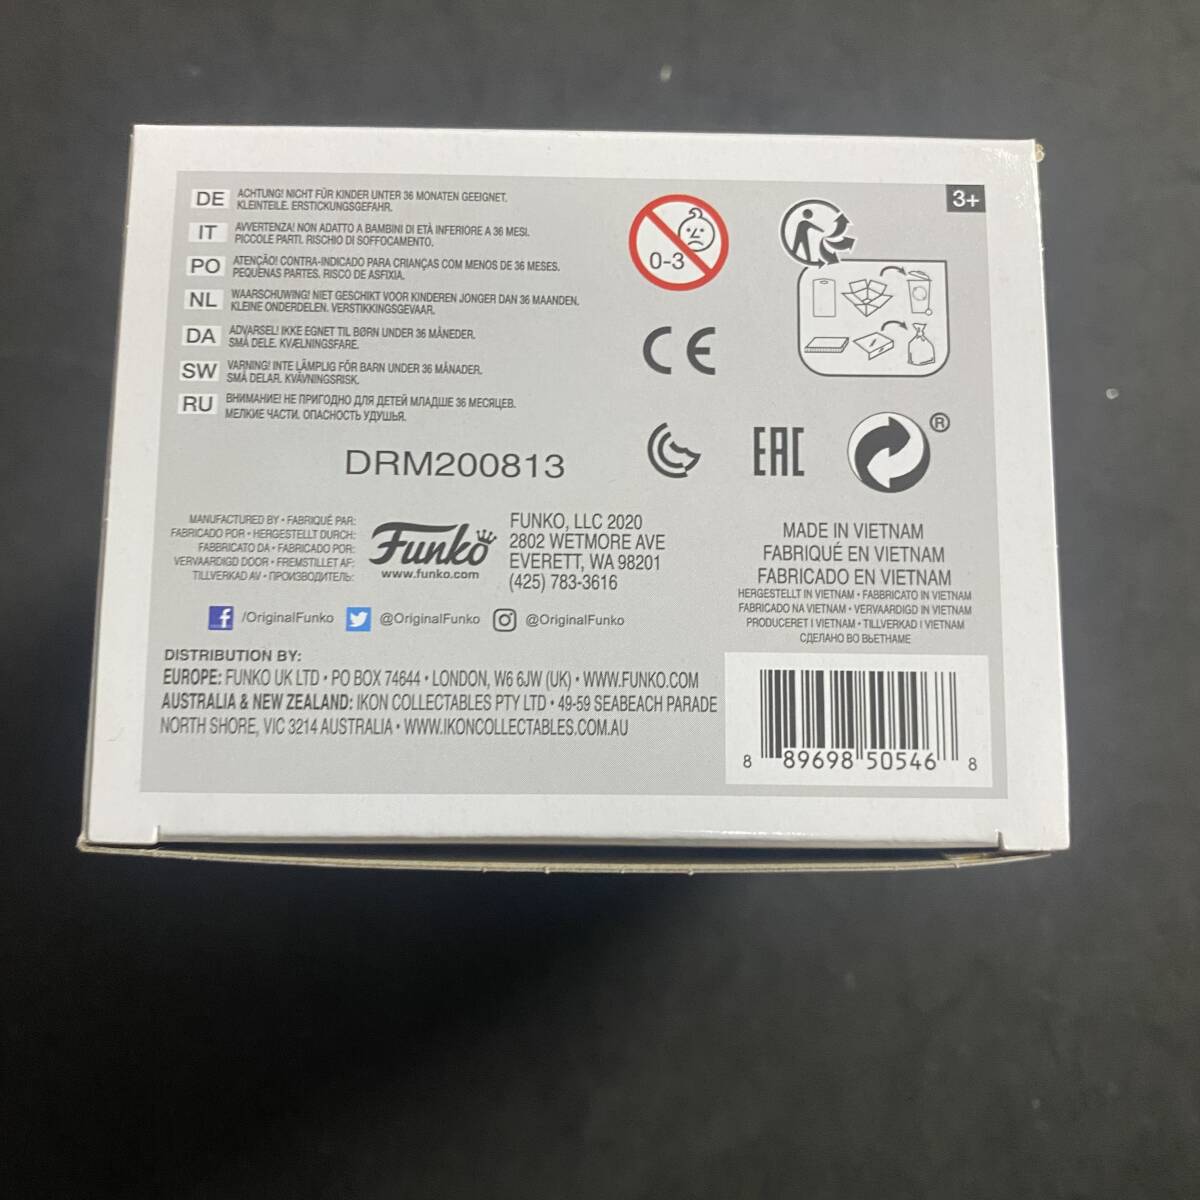 DE ACHTUNG! NICHT FÜR KINDER UNTER 36 MONATEN GEEIGNET.
KLEINTEILE. ERSTICKUNGSGEFAHR.
IT AVVERTENZA! NON ADATTO A BAMBINI DI ETÀ INFERIORE A 36 MESI.
PICCOLE PARTI. RISCHIO DI SOFFOCAMENTO.
PO ATENÇÃO! CONTRA-INDICADO PARA CRIANÇAS COM MENOS DE 36 MESES.
PEQUENAS PARTES. RISCO DE ASFIXIA.
NL WAARSCHUWING! NIET GESCHIKT VOOR KINDEREN JONGER DAN 36 MAANDEN.
KLEINE ONDERDELEN. VERSTIKKINGSGEVAAR.
DA ADVARSEL! IKKE EGNET TIL BØRN UNDER 36 MÅNEDER.
SMÅ DELE. KVÆLNINGSFARE.
SW VARNING! INTE LÄMPLIG FÖR BARN UNDER 36 MÅNADER.
SMÅ DELAR. KVÄVNINGSRISK.
RU ВНИМАНИЕ! НЕ ПРИГОДНО ДЛЯ ДЕТЕЙ МЛАДШЕ 36 МЕСЯЦЕВ.
МЕЛКИЕ ЧАСТИ. ОПАСНОСТЬ УДУШЬЯ.
0-3
3+
CE
EAC
®
DRM200813
MANUFACTURED BY • FABRIQUÉ PAR:
FABRICADO POR • HERGESTELLT DURCH:
FABBRICATO DA • FABRICADO POR:
VERVAARDIGD DOOR • FREMSTILLET AF:
TILLVERKAD AV • ПРОИЗВОДИТЕЛЬ:
Funko
www.funko.com
FUNKO, LLC 2020
2802 WETMORE AVE
EVERETT, WA 98201
(425) 783-3616
/OriginalFunko @OriginalFunko @OriginalFunko
MADE IN VIETNAM
FABRIQUÉ EN VIETNAM
FABRICADO EN VIETNAM
HERGESTELLT IN VIETNAM • FABBRICATO IN VIETNAM
FABRICADO NA VIETNAM • VERVAARDIGD IN VIETNAM
PRODUCERET I VIETNAM • TILLVERKAD I VIETNAM
СДЕЛАНО ВО ВЬЕТНАМЕ
DISTRIBUTION BY:
EUROPE: FUNKO UK LTD • PO BOX 74644 • LONDON, W6 6JW (UK) • WWW.FUNKO.COM
AUSTRALIA & NEW ZEALAND: IKON COLLECTABLES PTY LTD • 49-59 SEABEACH PARADE
NORTH SHORE, VIC 3214 AUSTRALIA • WWW.IKONCOLLECTABLES.COM.AU
8 89698 50546 8